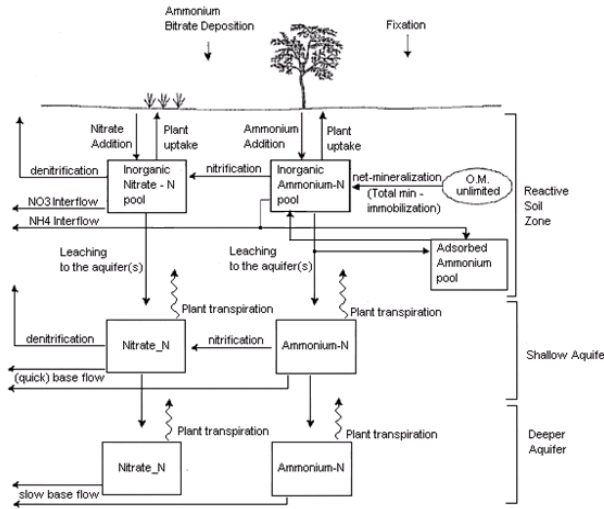 Ammonium
Bitrate Deposition
Fixation
Nitrate
Addition
Plant
uptake
Ammonium
Addition
Plant
uptake
denitrification
Inorganic
Nitrate - N
pool
nitrification
Inorganic
Ammonium-N
pool
net-mineralization
(Total min -
immobilization)
O.M.
unlimited
Reactive
Soil
Zone
NO3 Interflow
NH4 Interflow
Leaching
to the aquifer(s)
Leaching
to the aquifer(s)
Adsorbed
Ammonium
pool
Plant transpiration
Plant transpiration
denitrification
Nitrate_N
nitrification
Ammonium-N
Shallow Aquife
(quick) base flow
Plant transpiration
Plant transpiration
Nitrate_N
Ammonium-N
Deeper
Aquifer
slow base flow